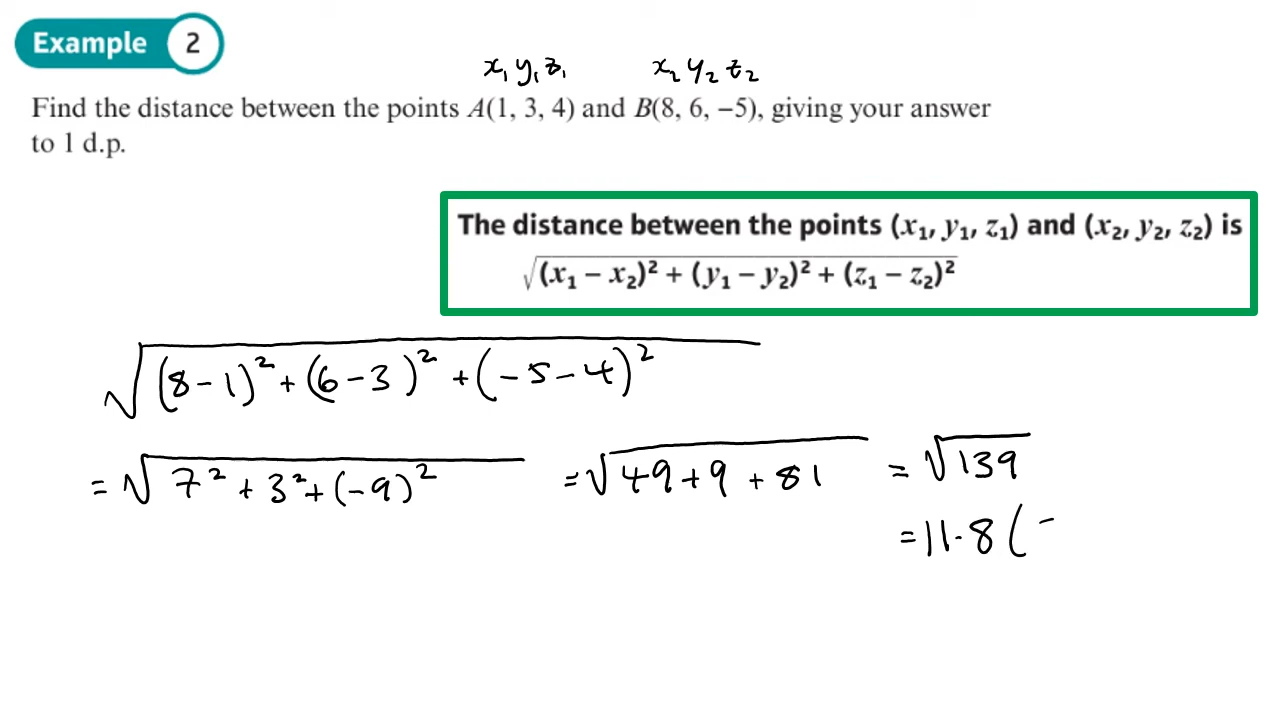 Example 2
x₁ y₁ z₁ x₂ y₂ z₂
Find the distance between the points A(1, 3, 4) and B(8, 6, −5), giving your answer
to 1 d.p.
The distance between the points (x₁, y₁, z₁) and (x₂, y₂, z₂) is
√(x₁ − x₂)² + (y₁ − y₂)² + (z₁ − z₂)²
√(8 − 1)² + (6 − 3)² + (−5 − 4)²
= √7² + 3² + (−9)² = √49 + 9 + 81 = √139
= 11·8 (